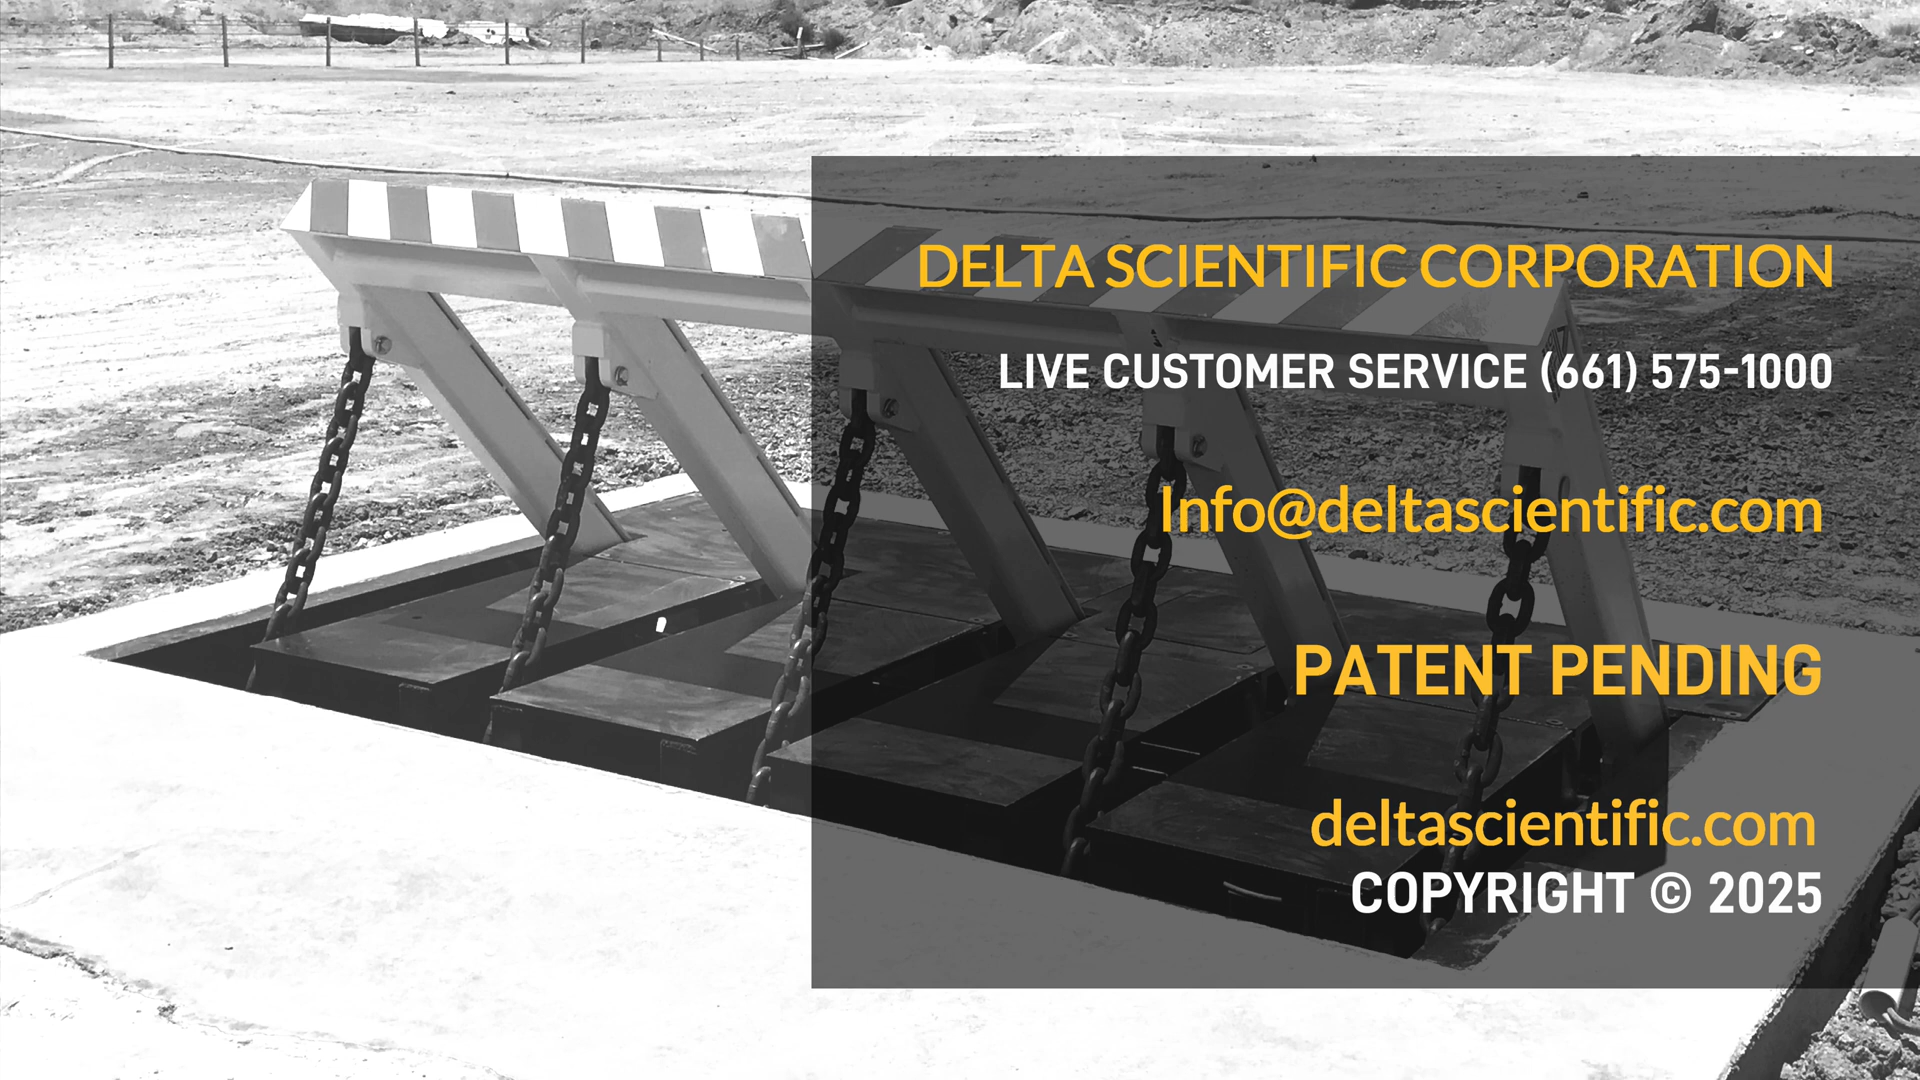 DELTA SCIENTIFIC CORPORATION
LIVE CUSTOMER SERVICE (661) 575-1000
Info@deltascientific.com
PATENT PENDING
deltascientific.com
COPYRIGHT © 2025